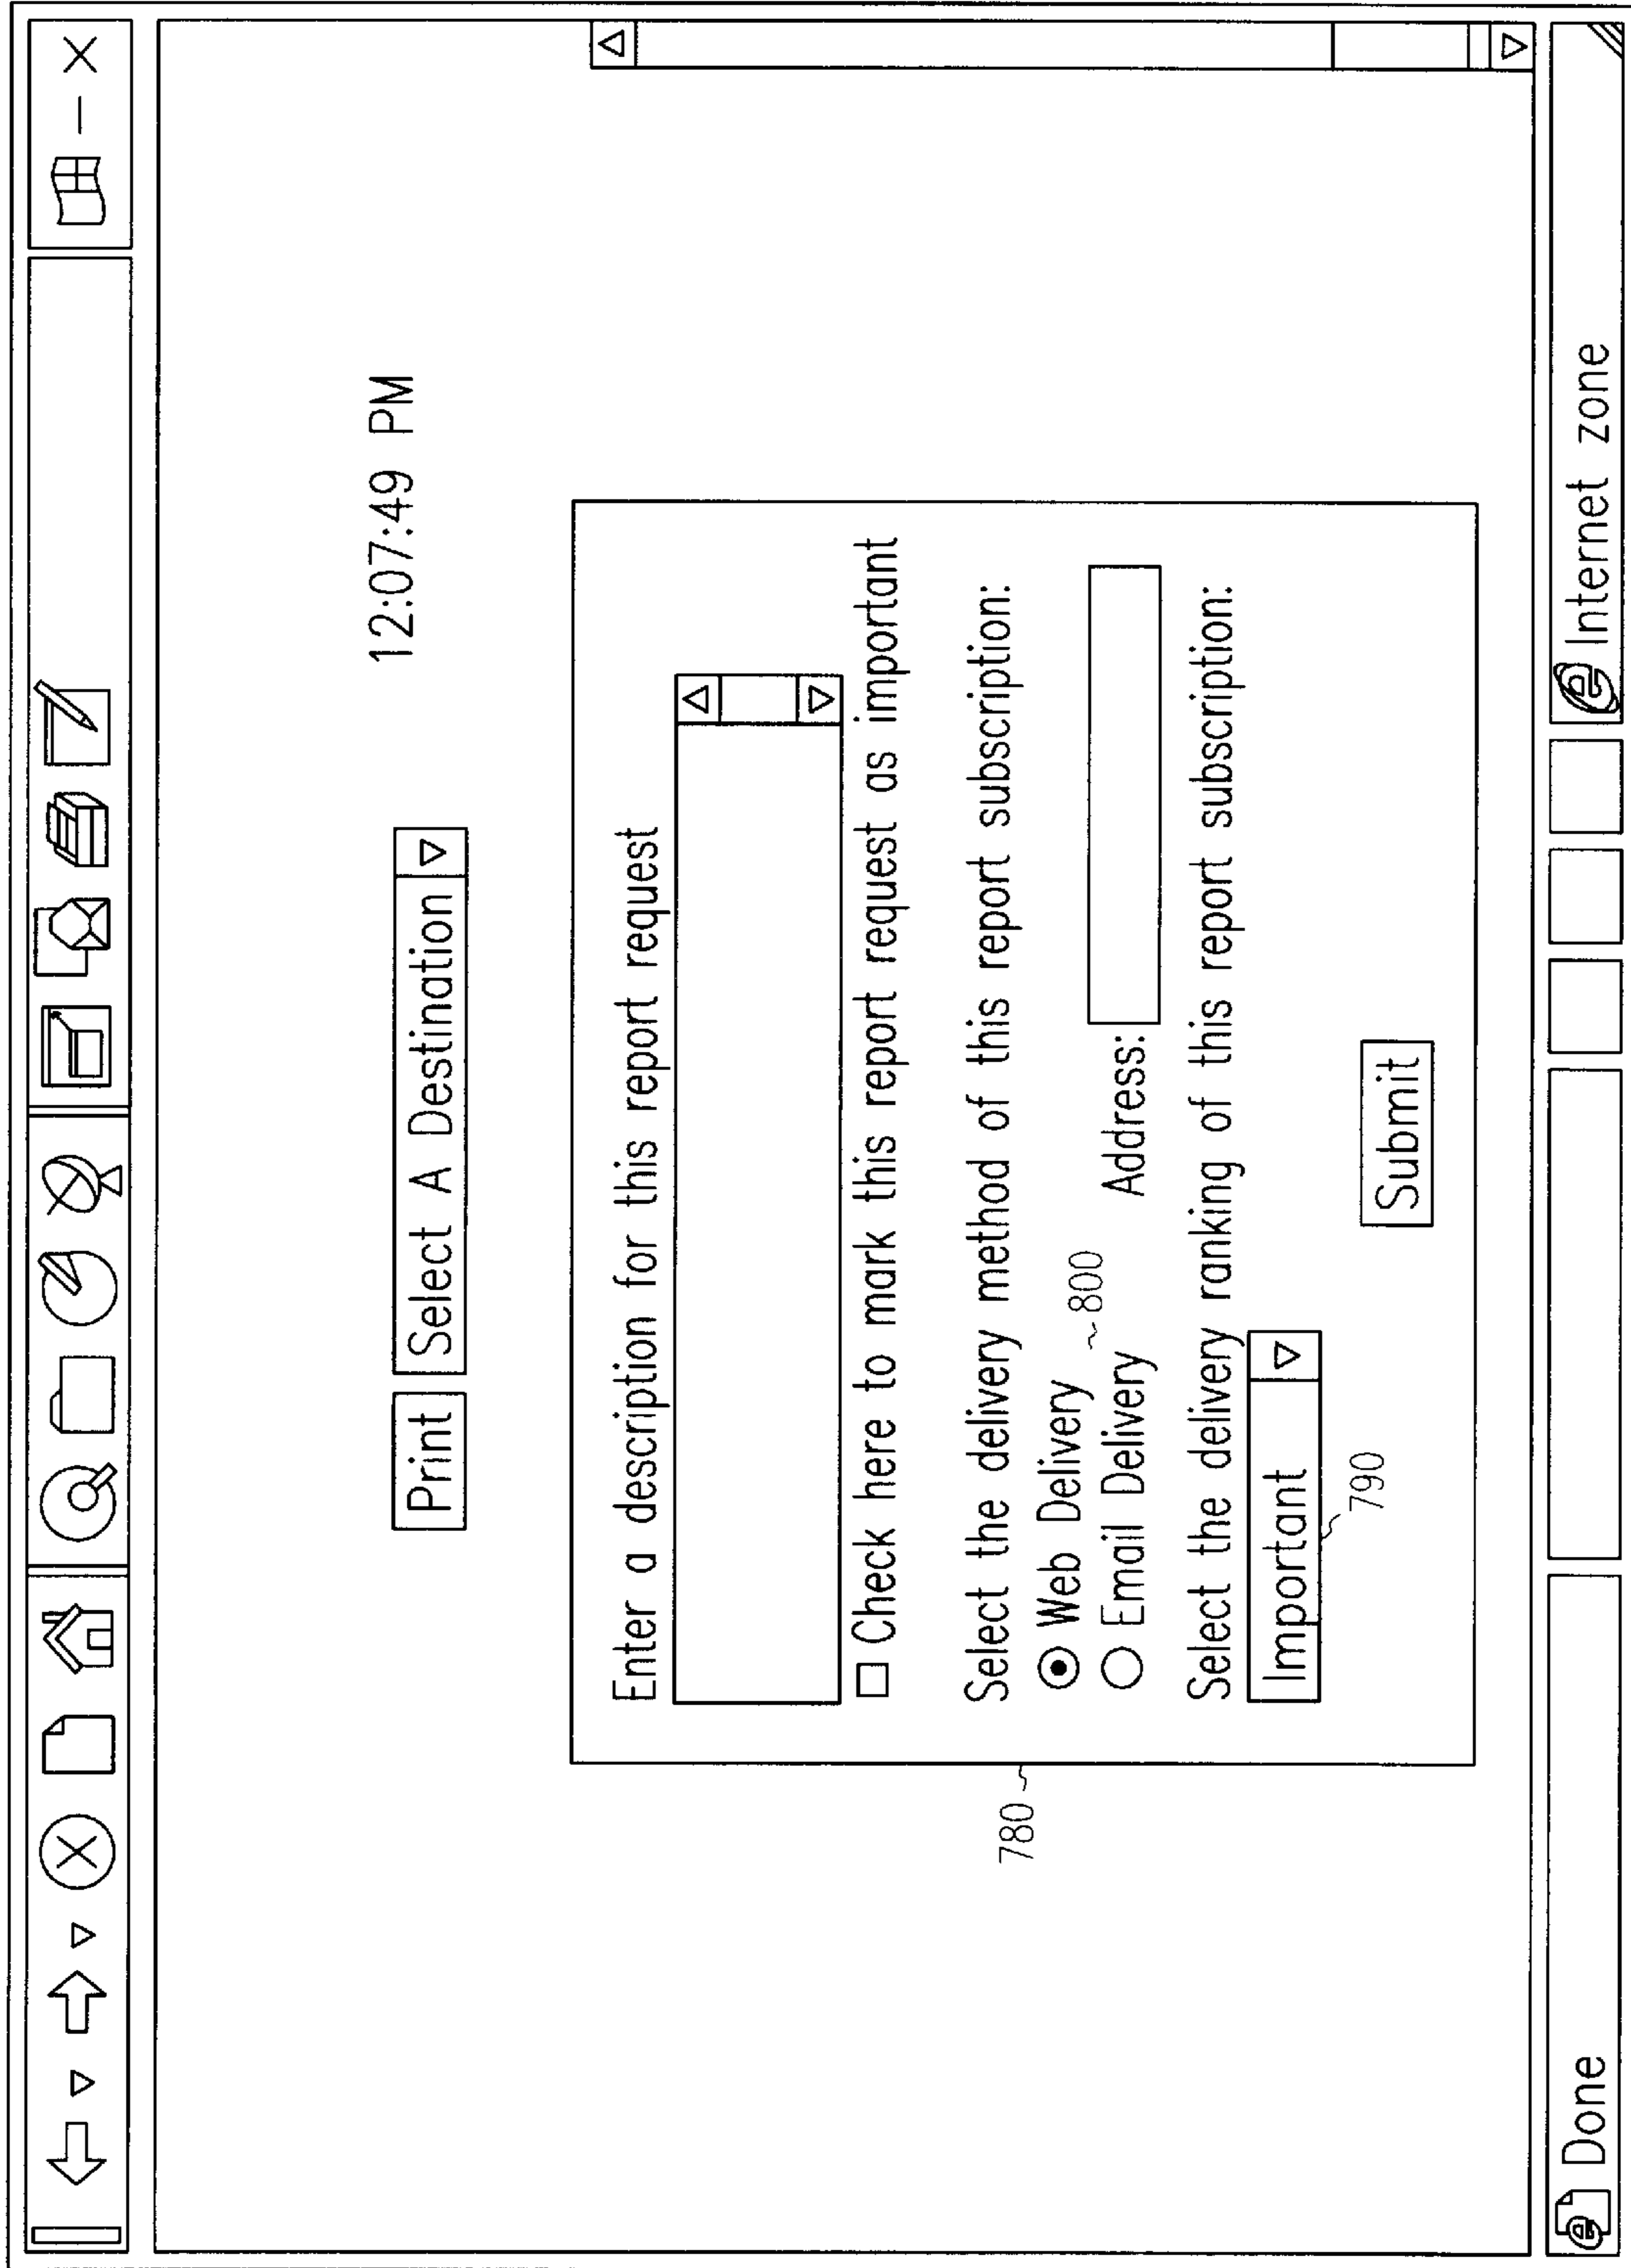 12:07:49 PM
Print Select A Destination
Enter a description for this report request
Check here to mark this report request as important
Select the delivery method of this report subscription:
Web Delivery 800
Email Delivery Address:
Select the delivery ranking of this report subscription:
Important
790
Submit
780
Done Internet zone